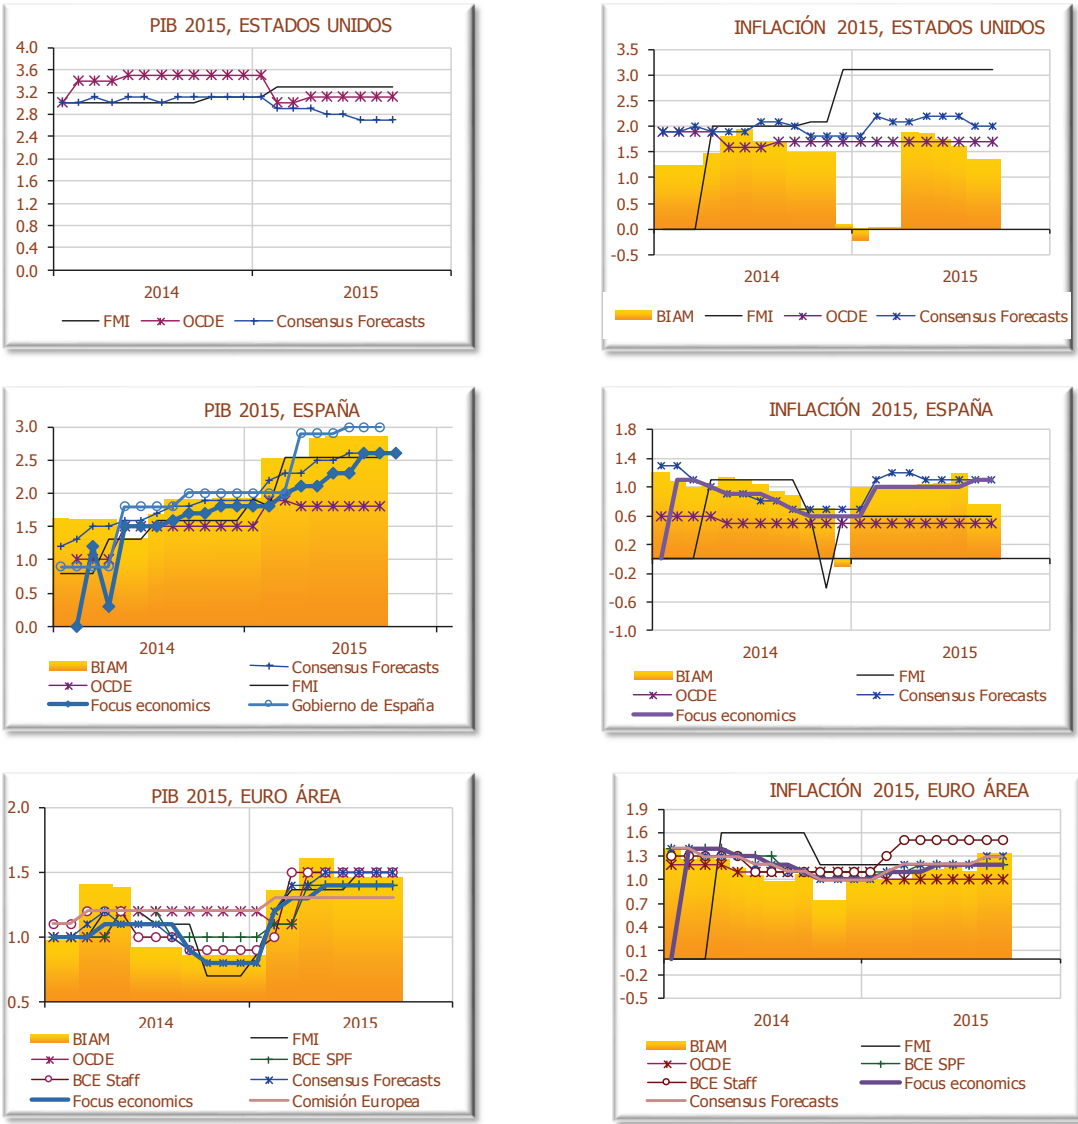 PIB 2015, ESTADOS UNIDOS
4.0
3.6
3.2
2.8
2.4
2.0
1.6
1.2
0.8
0.4
0.0
2014 2015
FMI OCDE Consensus Forecasts
INFLACIÓN 2015, ESTADOS UNIDOS
3.5
3.0
2.5
2.0
1.5
1.0
0.5
0.0
-0.5
2014 2015
BIAM FMI OCDE Consensus Forecasts
PIB 2015, ESPAÑA
3.0
2.5
2.0
1.5
1.0
0.5
0.0
2014 2015
BIAM Consensus Forecasts
OCDE FMI
Focus economics Gobierno de España
INFLACIÓN 2015, ESPAÑA
1.8
1.4
1.0
0.6
0.2
-0.2
-0.6
-1.0
2014 2015
BIAM FMI
OCDE Consensus Forecasts
Focus economics
PIB 2015, EURO ÁREA
2.0
1.5
1.0
0.5
2014 2015
BIAM FMI
OCDE BCE SPF
BCE Staff Consensus Forecasts
Focus economics Comisión Europea
INFLACIÓN 2015, EURO ÁREA
1.9
1.6
1.3
1.0
0.7
0.4
0.1
-0.2
-0.5
2014 2015
BIAM FMI
OCDE BCE SPF
BCE Staff Focus economics
Consensus Forecasts